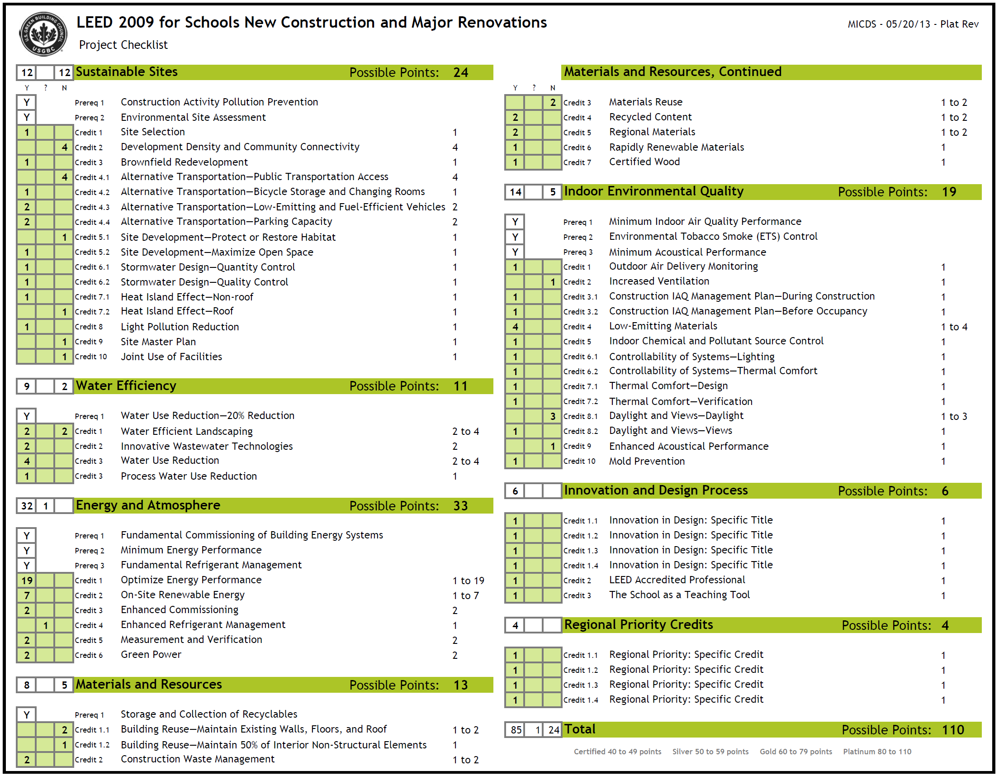 U.S. GREEN BUILDING COUNCIL
USGBC
LEED 2009 for Schools New Construction and Major Renovations
MICDS - 05/20/13 - Plat Rev
Project Checklist
12 12 Sustainable Sites Possible Points: 24
Y ? N
Y Prereq 1 Construction Activity Pollution Prevention
Y Prereq 2 Environmental Site Assessment
1 Credit 1 Site Selection 1
4 Credit 2 Development Density and Community Connectivity 4
1 Credit 3 Brownfield Redevelopment 1
4 Credit 4.1 Alternative Transportation—Public Transportation Access 4
1 Credit 4.2 Alternative Transportation—Bicycle Storage and Changing Rooms 1
2 Credit 4.3 Alternative Transportation—Low-Emitting and Fuel-Efficient Vehicles 2
2 Credit 4.4 Alternative Transportation—Parking Capacity 2
1 Credit 5.1 Site Development—Protect or Restore Habitat 1
1 Credit 5.2 Site Development—Maximize Open Space 1
1 Credit 6.1 Stormwater Design—Quantity Control 1
1 Credit 6.2 Stormwater Design—Quality Control 1
1 Credit 7.1 Heat Island Effect—Non-roof 1
1 Credit 7.2 Heat Island Effect—Roof 1
1 Credit 8 Light Pollution Reduction 1
1 Credit 9 Site Master Plan 1
1 Credit 10 Joint Use of Facilities 1
9 2 Water Efficiency Possible Points: 11
Y Prereq 1 Water Use Reduction—20% Reduction
2 2 Credit 1 Water Efficient Landscaping 2 to 4
2 Credit 2 Innovative Wastewater Technologies 2
4 Credit 3 Water Use Reduction 2 to 4
1 Credit 3 Process Water Use Reduction 1
32 1 Energy and Atmosphere Possible Points: 33
Y Prereq 1 Fundamental Commissioning of Building Energy Systems
Y Prereq 2 Minimum Energy Performance
Y Prereq 3 Fundamental Refrigerant Management
19 Credit 1 Optimize Energy Performance 1 to 19
7 Credit 2 On-Site Renewable Energy 1 to 7
2 Credit 3 Enhanced Commissioning 2
1 Credit 4 Enhanced Refrigerant Management 1
2 Credit 5 Measurement and Verification 2
2 Credit 6 Green Power 2
8 5 Materials and Resources Possible Points: 13
Y Prereq 1 Storage and Collection of Recyclables
2 Credit 1.1 Building Reuse—Maintain Existing Walls, Floors, and Roof 1 to 2
1 Credit 1.2 Building Reuse—Maintain 50% of Interior Non-Structural Elements 1
2 Credit 2 Construction Waste Management 1 to 2
Materials and Resources, Continued
Y ? N
2 Credit 3 Materials Reuse 1 to 2
2 Credit 4 Recycled Content 1 to 2
2 Credit 5 Regional Materials 1 to 2
1 Credit 6 Rapidly Renewable Materials 1
1 Credit 7 Certified Wood 1
14 5 Indoor Environmental Quality Possible Points: 19
Y Prereq 1 Minimum Indoor Air Quality Performance
Y Prereq 2 Environmental Tobacco Smoke (ETS) Control
Y Prereq 3 Minimum Acoustical Performance
1 Credit 1 Outdoor Air Delivery Monitoring 1
1 Credit 2 Increased Ventilation 1
1 Credit 3.1 Construction IAQ Management Plan—During Construction 1
1 Credit 3.2 Construction IAQ Management Plan—Before Occupancy 1
4 Credit 4 Low-Emitting Materials 1 to 4
1 Credit 5 Indoor Chemical and Pollutant Source Control 1
1 Credit 6.1 Controllability of Systems—Lighting 1
1 Credit 6.2 Controllability of Systems—Thermal Comfort 1
1 Credit 7.1 Thermal Comfort—Design 1
1 Credit 7.2 Thermal Comfort—Verification 1
3 Credit 8.1 Daylight and Views—Daylight 1 to 3
1 Credit 8.2 Daylight and Views—Views 1
1 Credit 9 Enhanced Acoustical Performance 1
1 Credit 10 Mold Prevention 1
6 Innovation and Design Process Possible Points: 6
1 Credit 1.1 Innovation in Design: Specific Title 1
1 Credit 1.2 Innovation in Design: Specific Title 1
1 Credit 1.3 Innovation in Design: Specific Title 1
1 Credit 1.4 Innovation in Design: Specific Title 1
1 Credit 2 LEED Accredited Professional 1
1 Credit 3 The School as a Teaching Tool 1
4 Regional Priority Credits Possible Points: 4
1 Credit 1.1 Regional Priority: Specific Credit 1
1 Credit 1.2 Regional Priority: Specific Credit 1
1 Credit 1.3 Regional Priority: Specific Credit 1
1 Credit 1.4 Regional Priority: Specific Credit 1
85 1 24 Total Possible Points: 110
Certified 40 to 49 points Silver 50 to 59 points Gold 60 to 79 points Platinum 80 to 110